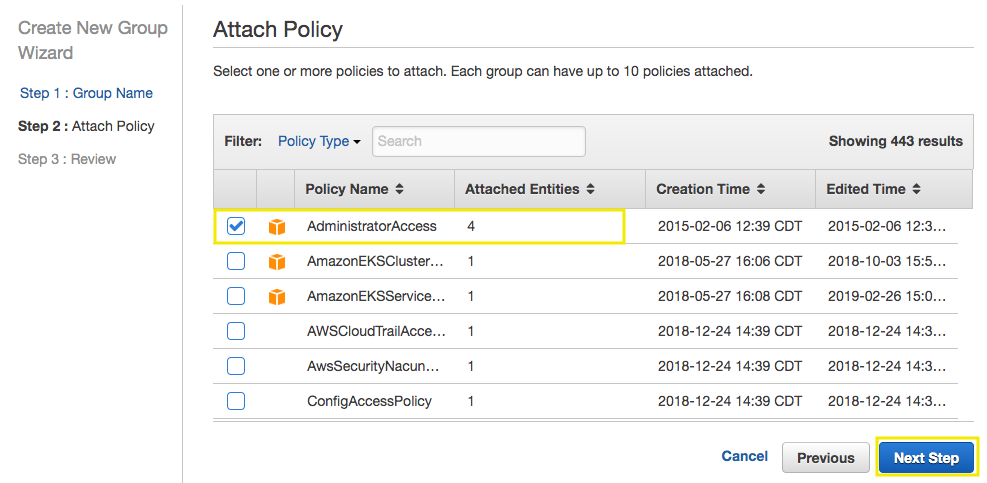 Create New Group
Wizard
Step 1 : Group Name
Step 2 : Attach Policy
Step 3 : Review
Attach Policy
Select one or more policies to attach. Each group can have up to 10 policies attached.
Filter: Policy Type Search Showing 443 results
Policy Name Attached Entities Creation Time Edited Time
AdministratorAccess 4 2015-02-06 12:39 CDT 2015-02-06 12:3…
AmazonEKSCluster… 1 2018-05-27 16:06 CDT 2018-10-03 15:5…
AmazonEKSService… 1 2018-05-27 16:08 CDT 2019-02-26 15:0…
AWSCloudTrailAcce… 1 2018-12-24 14:39 CDT 2018-12-24 14:3…
AwsSecurityNacun… 1 2018-12-24 14:39 CDT 2018-12-24 14:3…
ConfigAccessPolicy 1 2018-12-24 14:39 CDT 2018-12-24 14:3…
Cancel Previous Next Step